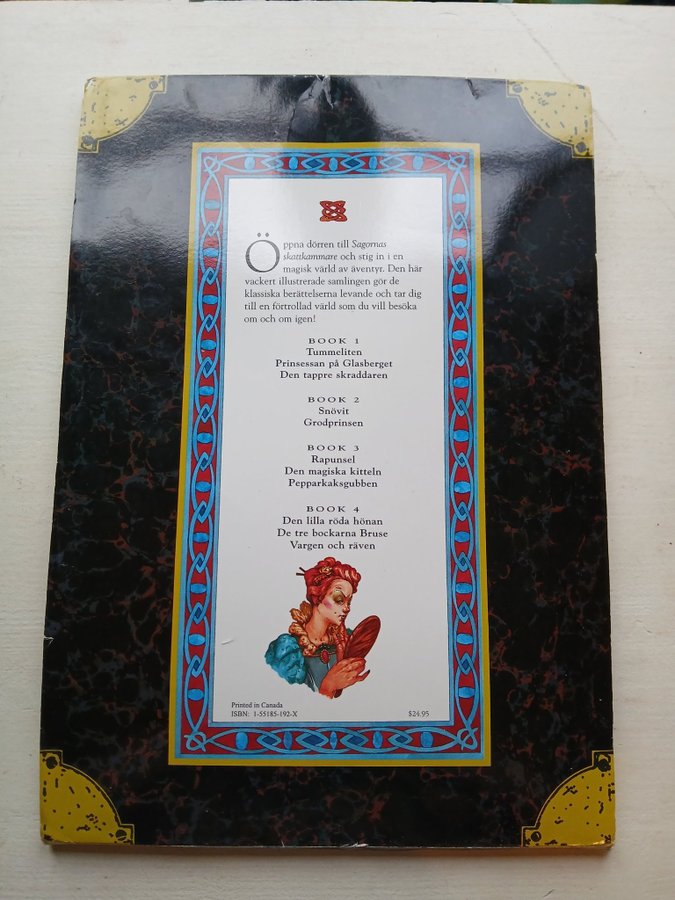 Öppna dörren till Sagornas
skattkammare och stig in i en
magisk värld av äventyr. Den här
vackert illustrerade samlingen gör de
klassiska berättelserna levande och tar dig
till en förtrollad värld som du vill besöka
om och om igen!
BOOK 1
Tummeliten
Prinsessan på Glasberget
Den tappre skraddaren
BOOK 2
Snövit
Grodprinsen
BOOK 3
Rapunsel
Den magiska kitteln
Pepparkaksgubben
BOOK 4
Den lilla röda hönan
De tre bockarna Bruse
Vargen och räven
Printed in Canada
ISBN: 1-55185-192-X
$24.95